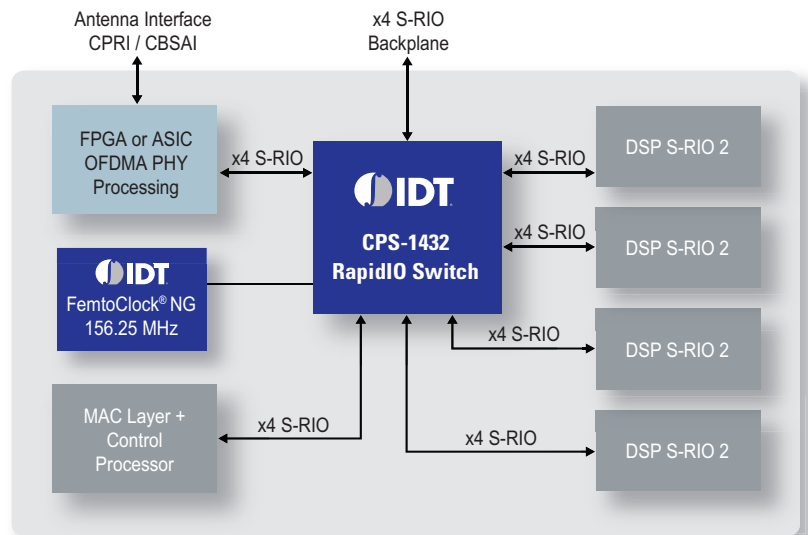 Antenna Interface
CPRI / CBSAI
x4 S-RIO
Backplane
FPGA or ASIC
OFDMA PHY
Processing
x4 S-RIO
IDT
CPS-1432
RapidIO Switch
x4 S-RIO
DSP S-RIO 2
x4 S-RIO
DSP S-RIO 2
IDT
FemtoClock® NG
156.25 MHz
x4 S-RIO
DSP S-RIO 2
MAC Layer +
Control
Processor
x4 S-RIO
x4 S-RIO
DSP S-RIO 2